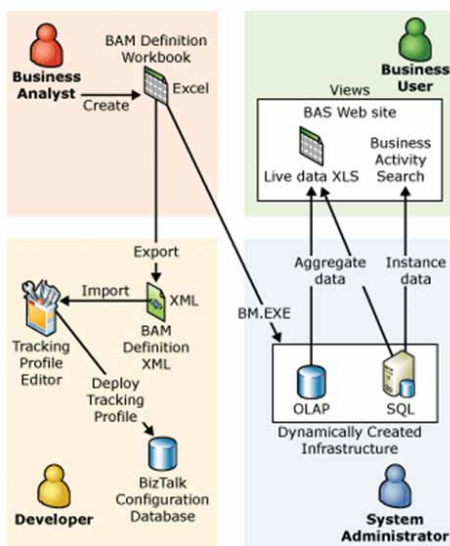 BAM Definition
Workbook
Excel
Business
Analyst
Create
Business
User
Views
BAS Web site
Live data XLS
Business
Activity
Search
Export
Import
XML
BAM
Definition
XML
Tracking
Profile
Editor
Deploy
Tracking
Profile
BizTalk
Configuration
Database
Developer
BM.EXE
Aggregate
data
Instance
data
OLAP
SQL
Dynamically Created
Infrastructure
System
Administrator